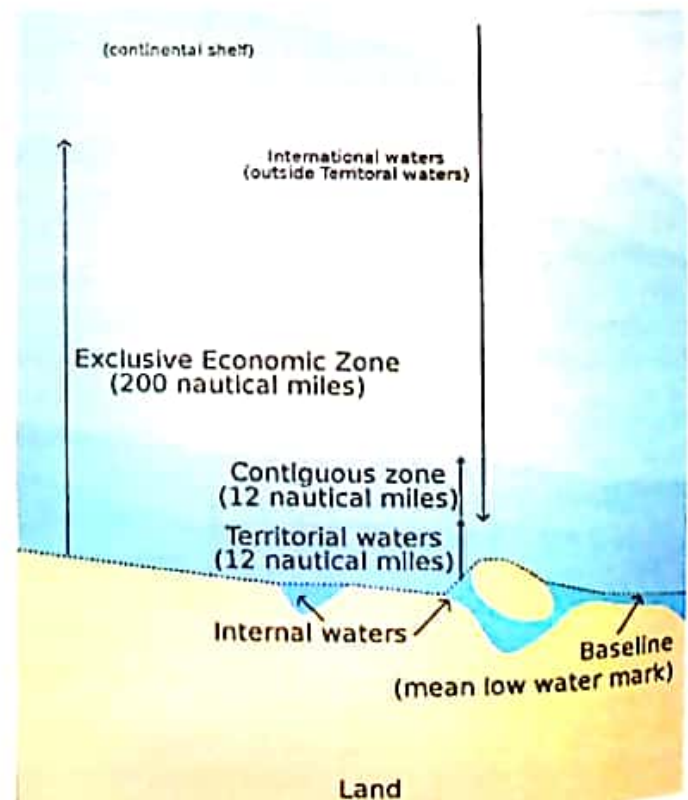 (continental shelf)
International waters
(outside Terntoral waters)
Exclusive Economic Zone
(200 nautical miles)
Contiguous zone
(12 nautical miles)
Territorial waters
(12 nautical miles)
Internal waters
Baseline
(mean low water mark)
Land